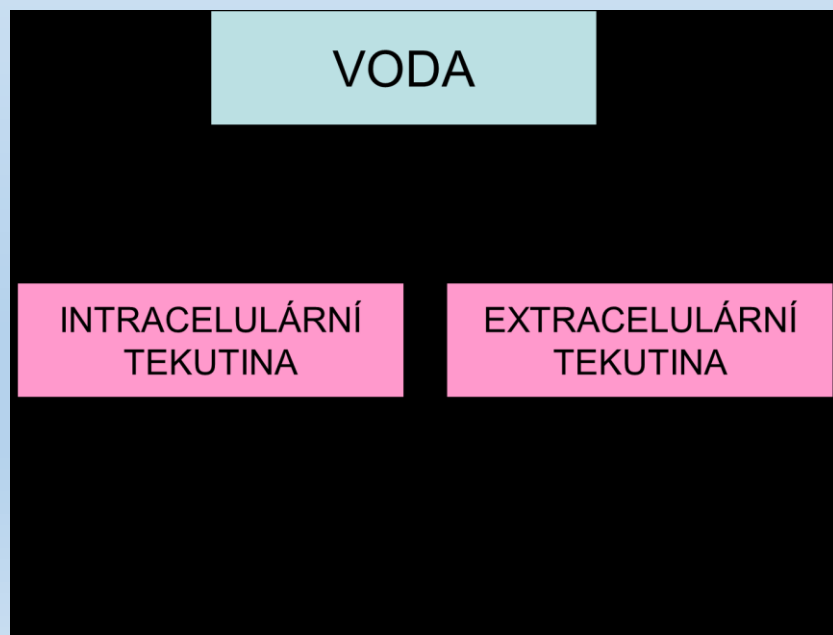 VODA
INTRACELULÁRNÍ
TEKUTINA
EXTRACELULÁRNÍ
TEKUTINA